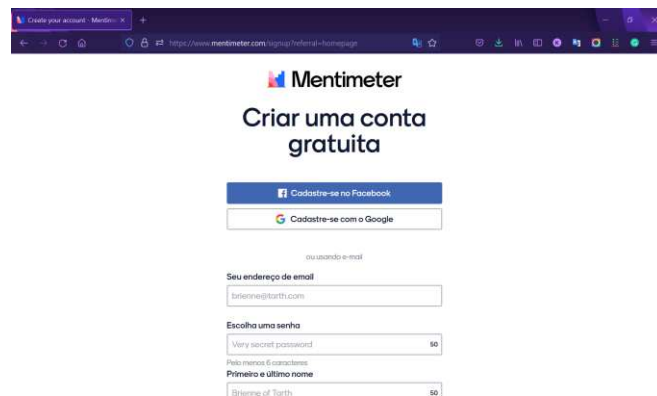 Create your account - Mentim
https://www.mentimeter.com/signup?referral=homepage
Mentimeter
Criar uma conta
gratuita
Cadastre-se no Facebook
Cadastre-se com o Google
ou usando e-mail
Seu endereço de email
brienne@tarth.com
Escolha uma senha
Very secret password 50
Pelo menos 6 caracteres
Primeiro e último nome
Brienne of Tarth 50